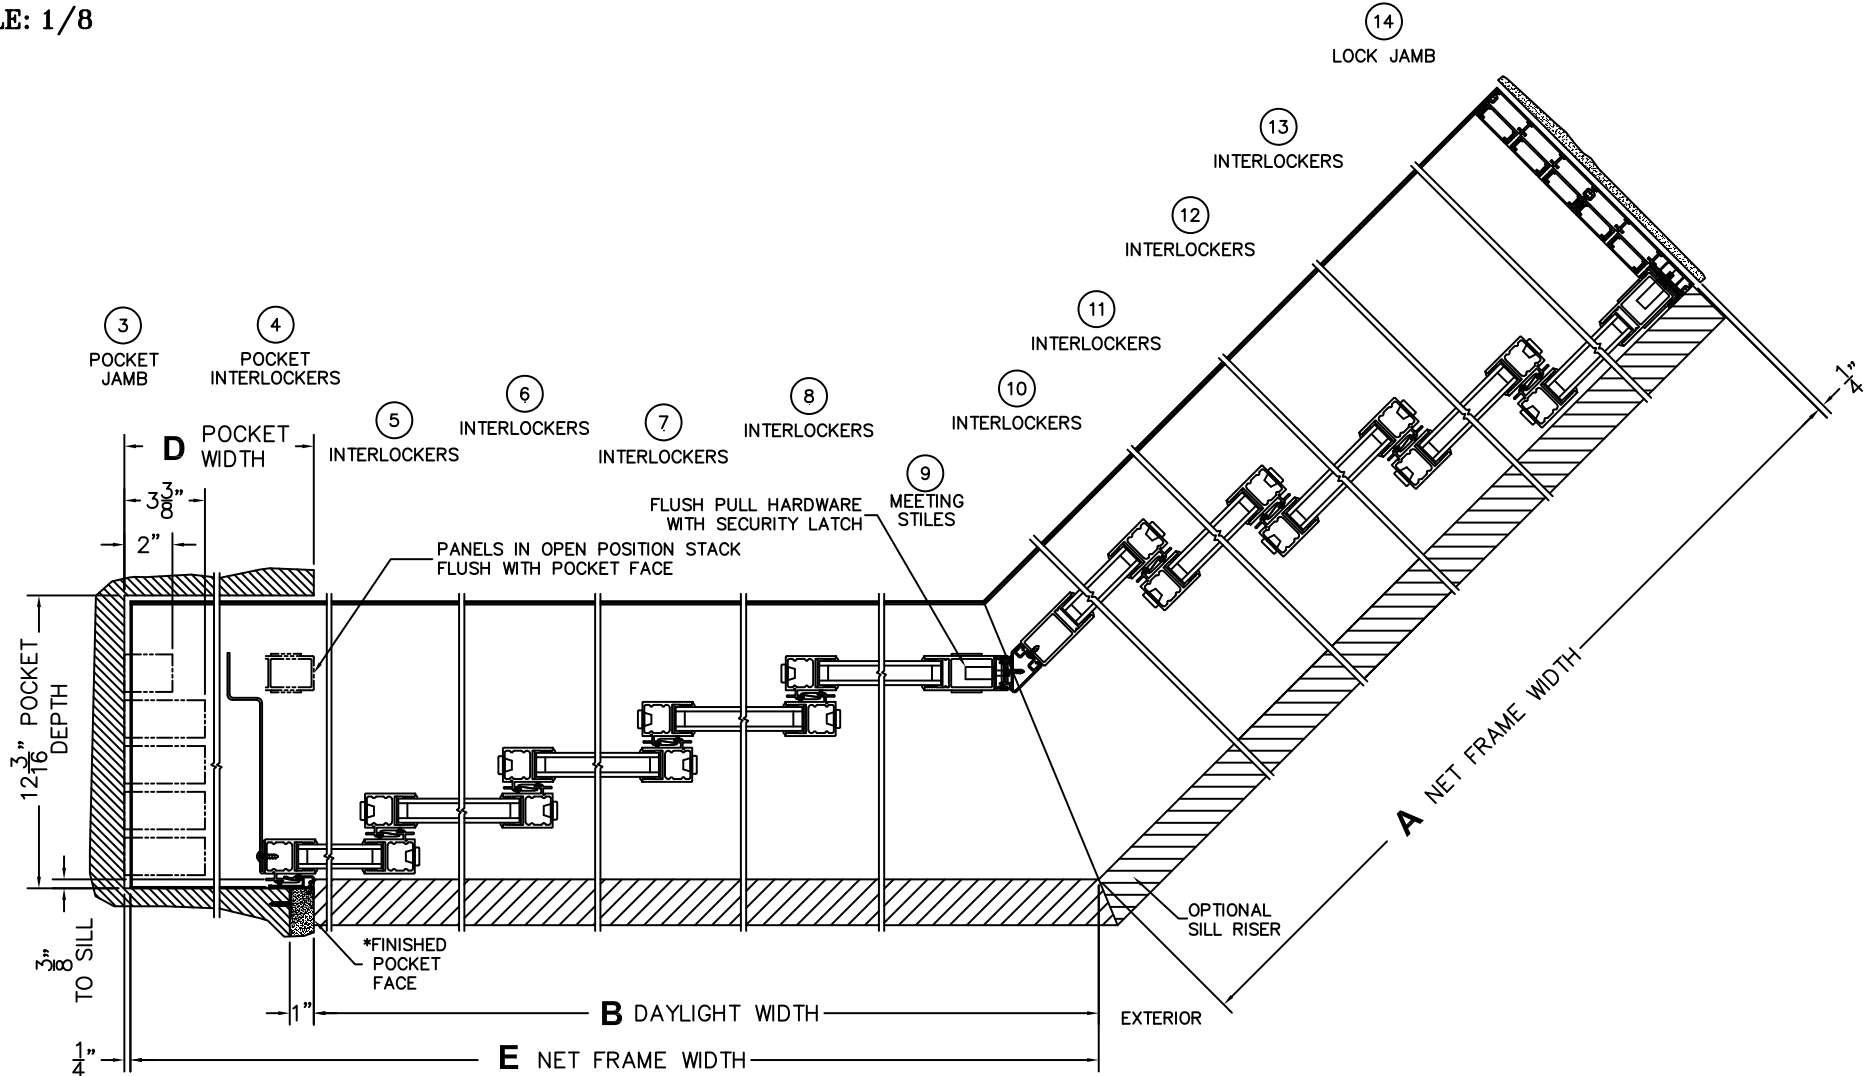 LE: 1/8
14
LOCK JAMB
13
INTERLOCKERS
12
INTERLOCKERS
11
INTERLOCKERS
10
INTERLOCKERS
3
POCKET
JAMB
4
POCKET
INTERLOCKERS
5
INTERLOCKERS
6
INTERLOCKERS
7
INTERLOCKERS
8
INTERLOCKERS
9
MEETING
STILES
D POCKET
WIDTH
3 3/8"
2"
FLUSH PULL HARDWARE
WITH SECURITY LATCH
PANELS IN OPEN POSITION STACK
FLUSH WITH POCKET FACE
12 3/16" POCKET
DEPTH
3/8"
TO SILL
1/4"
*FINISHED
POCKET
FACE
1"
B DAYLIGHT WIDTH
E NET FRAME WIDTH
EXTERIOR
OPTIONAL
SILL RISER
A NET FRAME WIDTH
1/4"